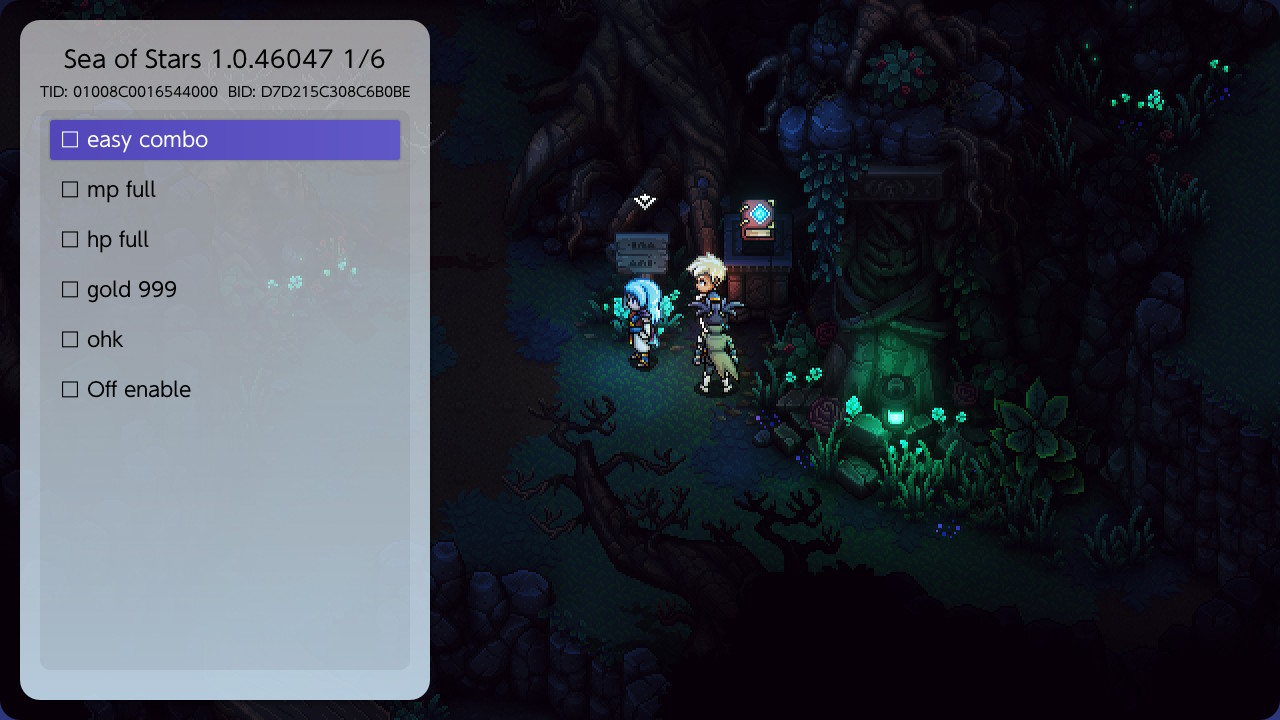 Sea of Stars 1.0.46047 1/6
TID: 01008C0016544000 BID: D7D215C308C6B0BE
easy combo
mp full
hp full
gold 999
ohk
Off enable